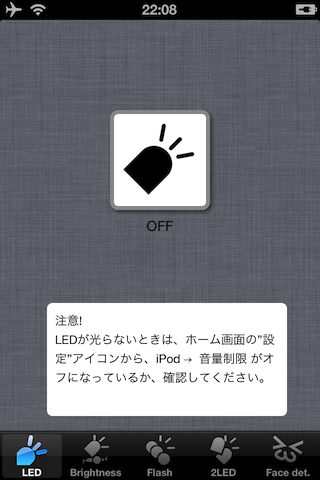 22:08
OFF
注意!
LEDが光らないときは、ホーム画面の"設
定"アイコンから、iPod → 音量制限 がオ
フになっているか、確認してください。
LED
Brightness
Flash
2LED
Face det.